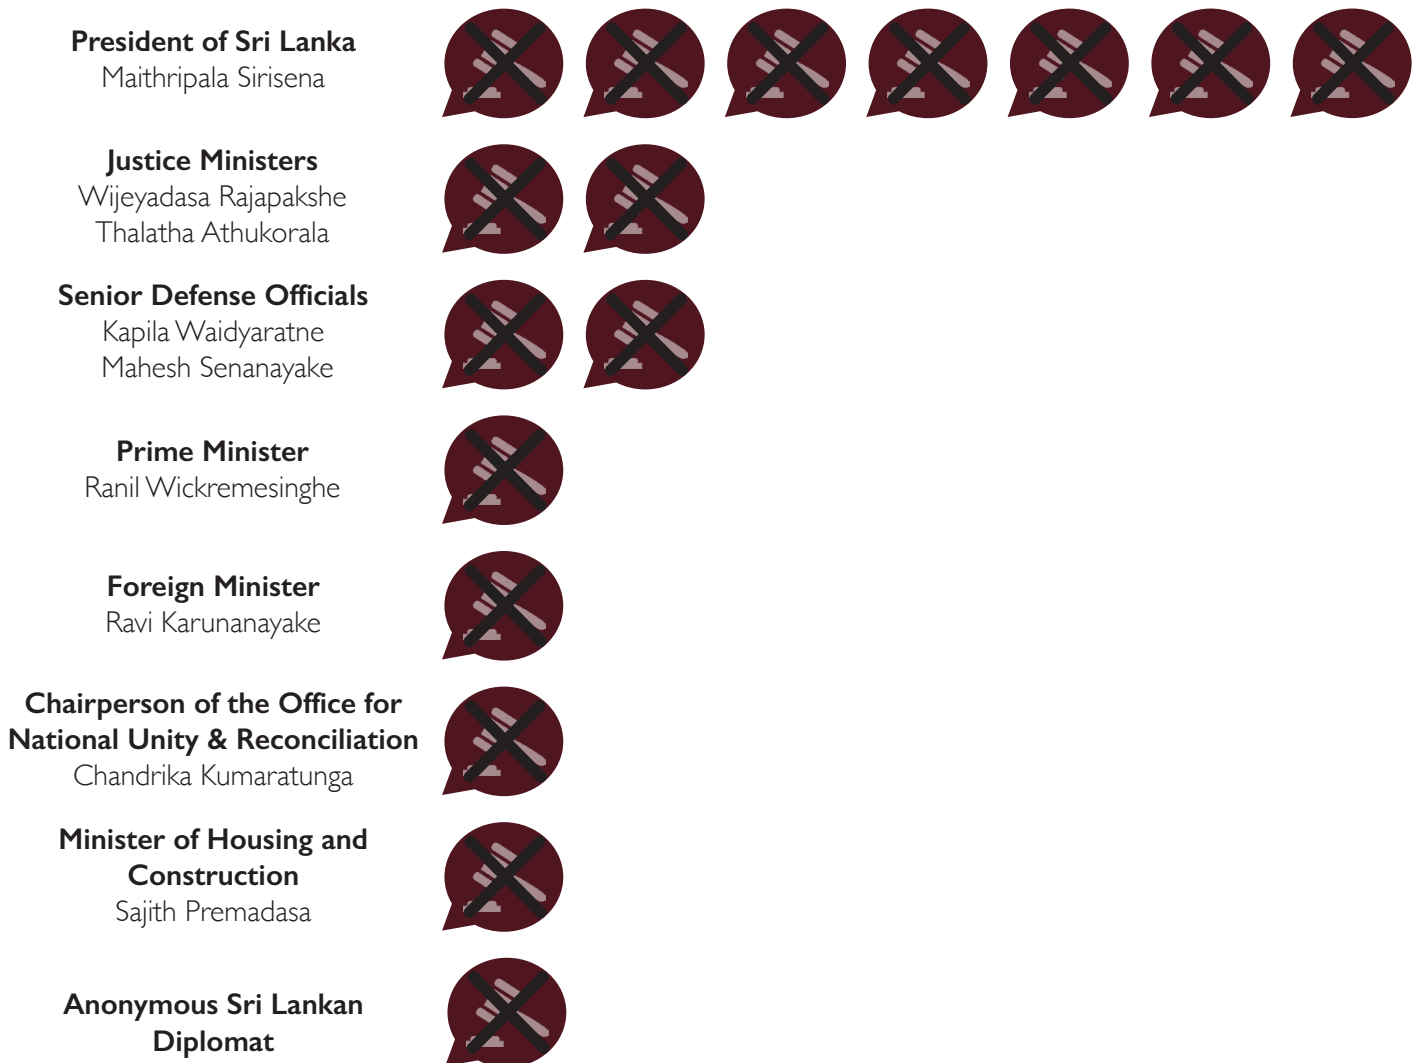 President of Sri Lanka
Maithripala Sirisena
Justice Ministers
Wijeyadasa Rajapakshe
Thalatha Athukorala
Senior Defense Officials
Kapila Waidyaratne
Mahesh Senanayake
Prime Minister
Ranil Wickremesinghe
Foreign Minister
Ravi Karunanayake
Chairperson of the Office for
National Unity & Reconciliation
Chandrika Kumaratunga
Minister of Housing and
Construction
Sajith Premadasa
Anonymous Sri Lankan
Diplomat